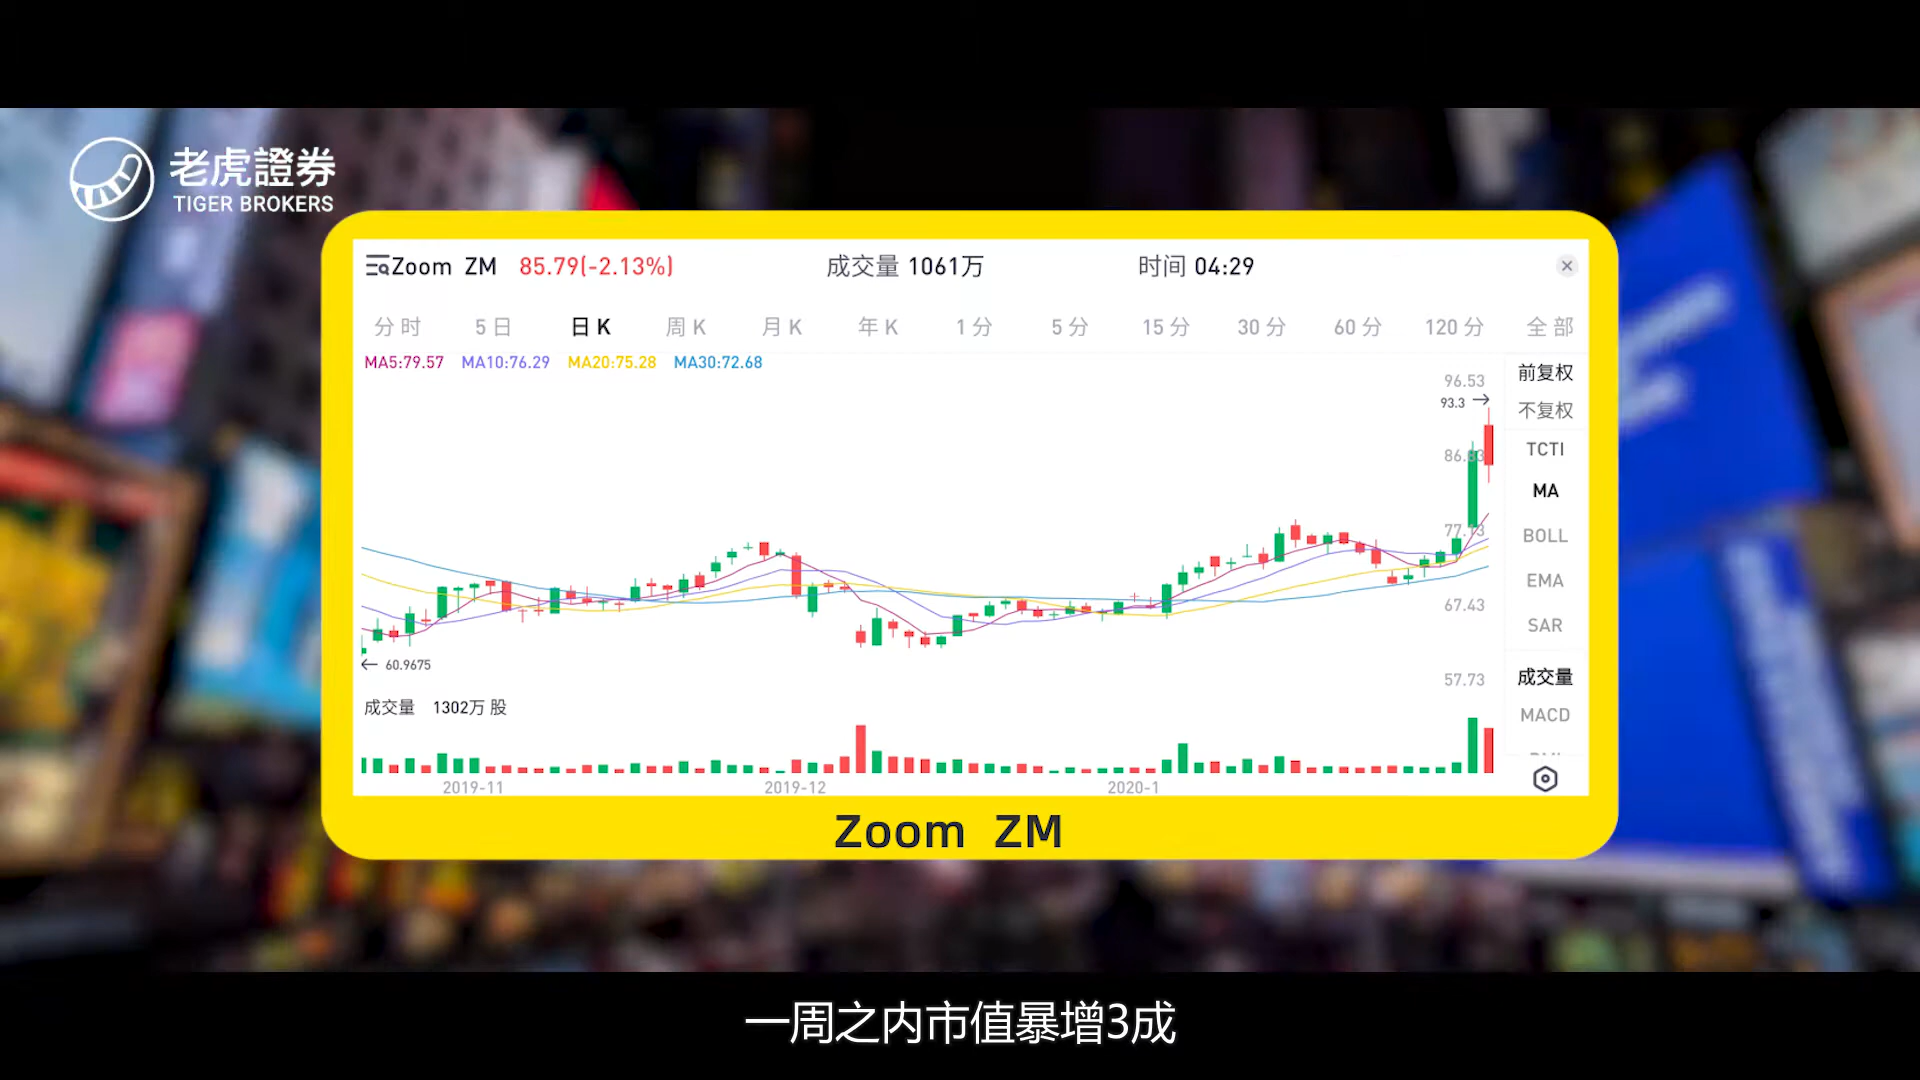 老虎證券
TIGER BROKERS
Zoom ZM 85.79(-2.13%) 成交量 1061万 时间 04:29
分时 5日 日K 周K 月K 年K 1分 5分 15分 30分 60分 120分 全部
MA5:79.57 MA10:76.29 MA20:75.28 MA30:72.68
前复权
96.53
93.3
不复权
TCTI
86.83
MA
77.13
BOLL
EMA
67.43
SAR
60.9675
57.73
成交量
成交量 1302万 股
MACD
2019-11 2019-12 2020-1
Zoom ZM
一周之内市值暴增3成